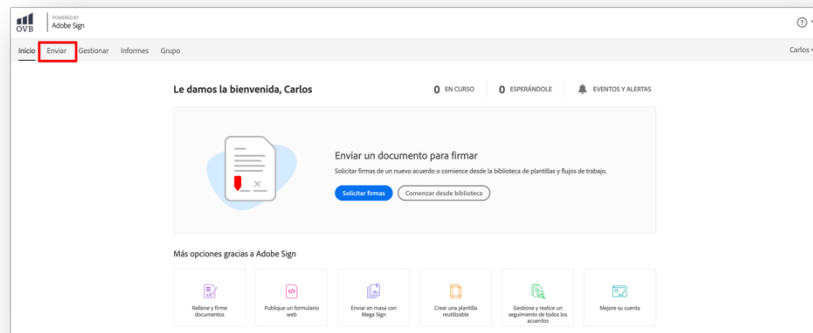 OVB
POWERED BY
Adobe Sign
Inicio Enviar Gestionar Informes Grupo
Carlos
Le damos la bienvenida, Carlos
0 EN CURSO
0 ESPERÁNDOLE
EVENTOS Y ALERTAS
Enviar un documento para firmar
Solicitar firmas de un nuevo acuerdo o comience desde la biblioteca de plantillas y flujos de trabajo.
Solicitar firmas
Comenzar desde biblioteca
Más opciones gracias a Adobe Sign
Rellene y firme
documentos
Publique un formulario
web
Enviar en masa con
Mega Sign
Crear una plantilla
reutilizable
Gestione y realice un
seguimiento de todos los
acuerdos
Mejore su cuenta